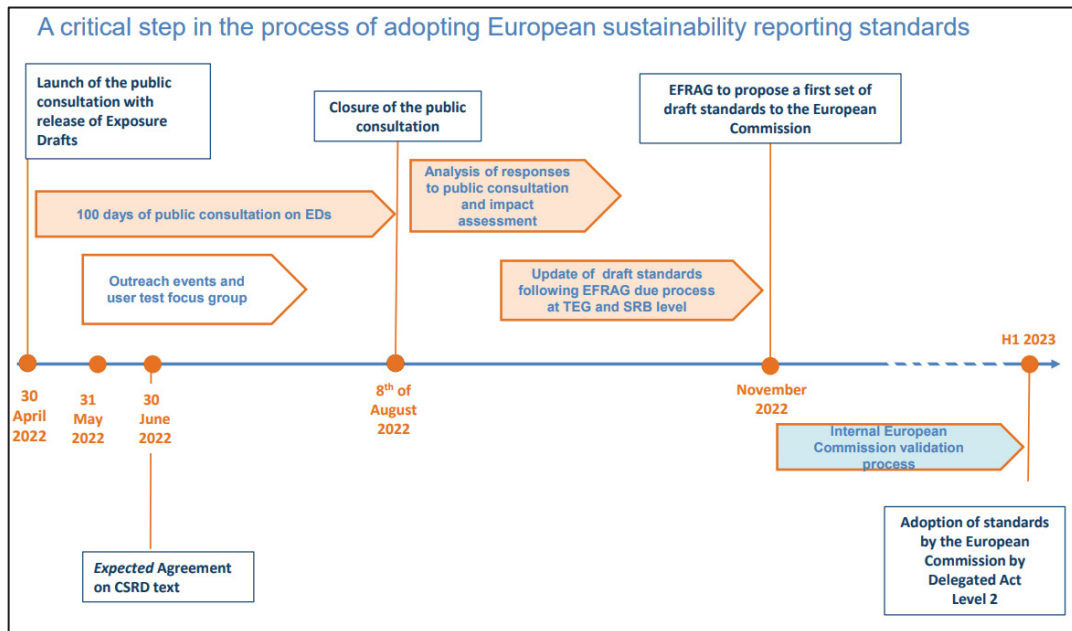 A critical step in the process of adopting European sustainability reporting standards
Launch of the public
consultation with
release of Exposure
Drafts
Closure of the public
consultation
EFRAG to propose a first set of
draft standards to the European
Commission
100 days of public consultation on EDs
Analysis of responses
to public consultation
and impact
assessment
Outreach events and
user test focus group
Update of draft standards
following EFRAG due process
at TEG and SRB level
H1 2023
30
April
2022
31
May
2022
30
June
2022
8th of
August
2022
November
2022
Internal European
Commission validation
process
Expected Agreement
on CSRD text
Adoption of standards
by the European
Commission by
Delegated Act
Level 2